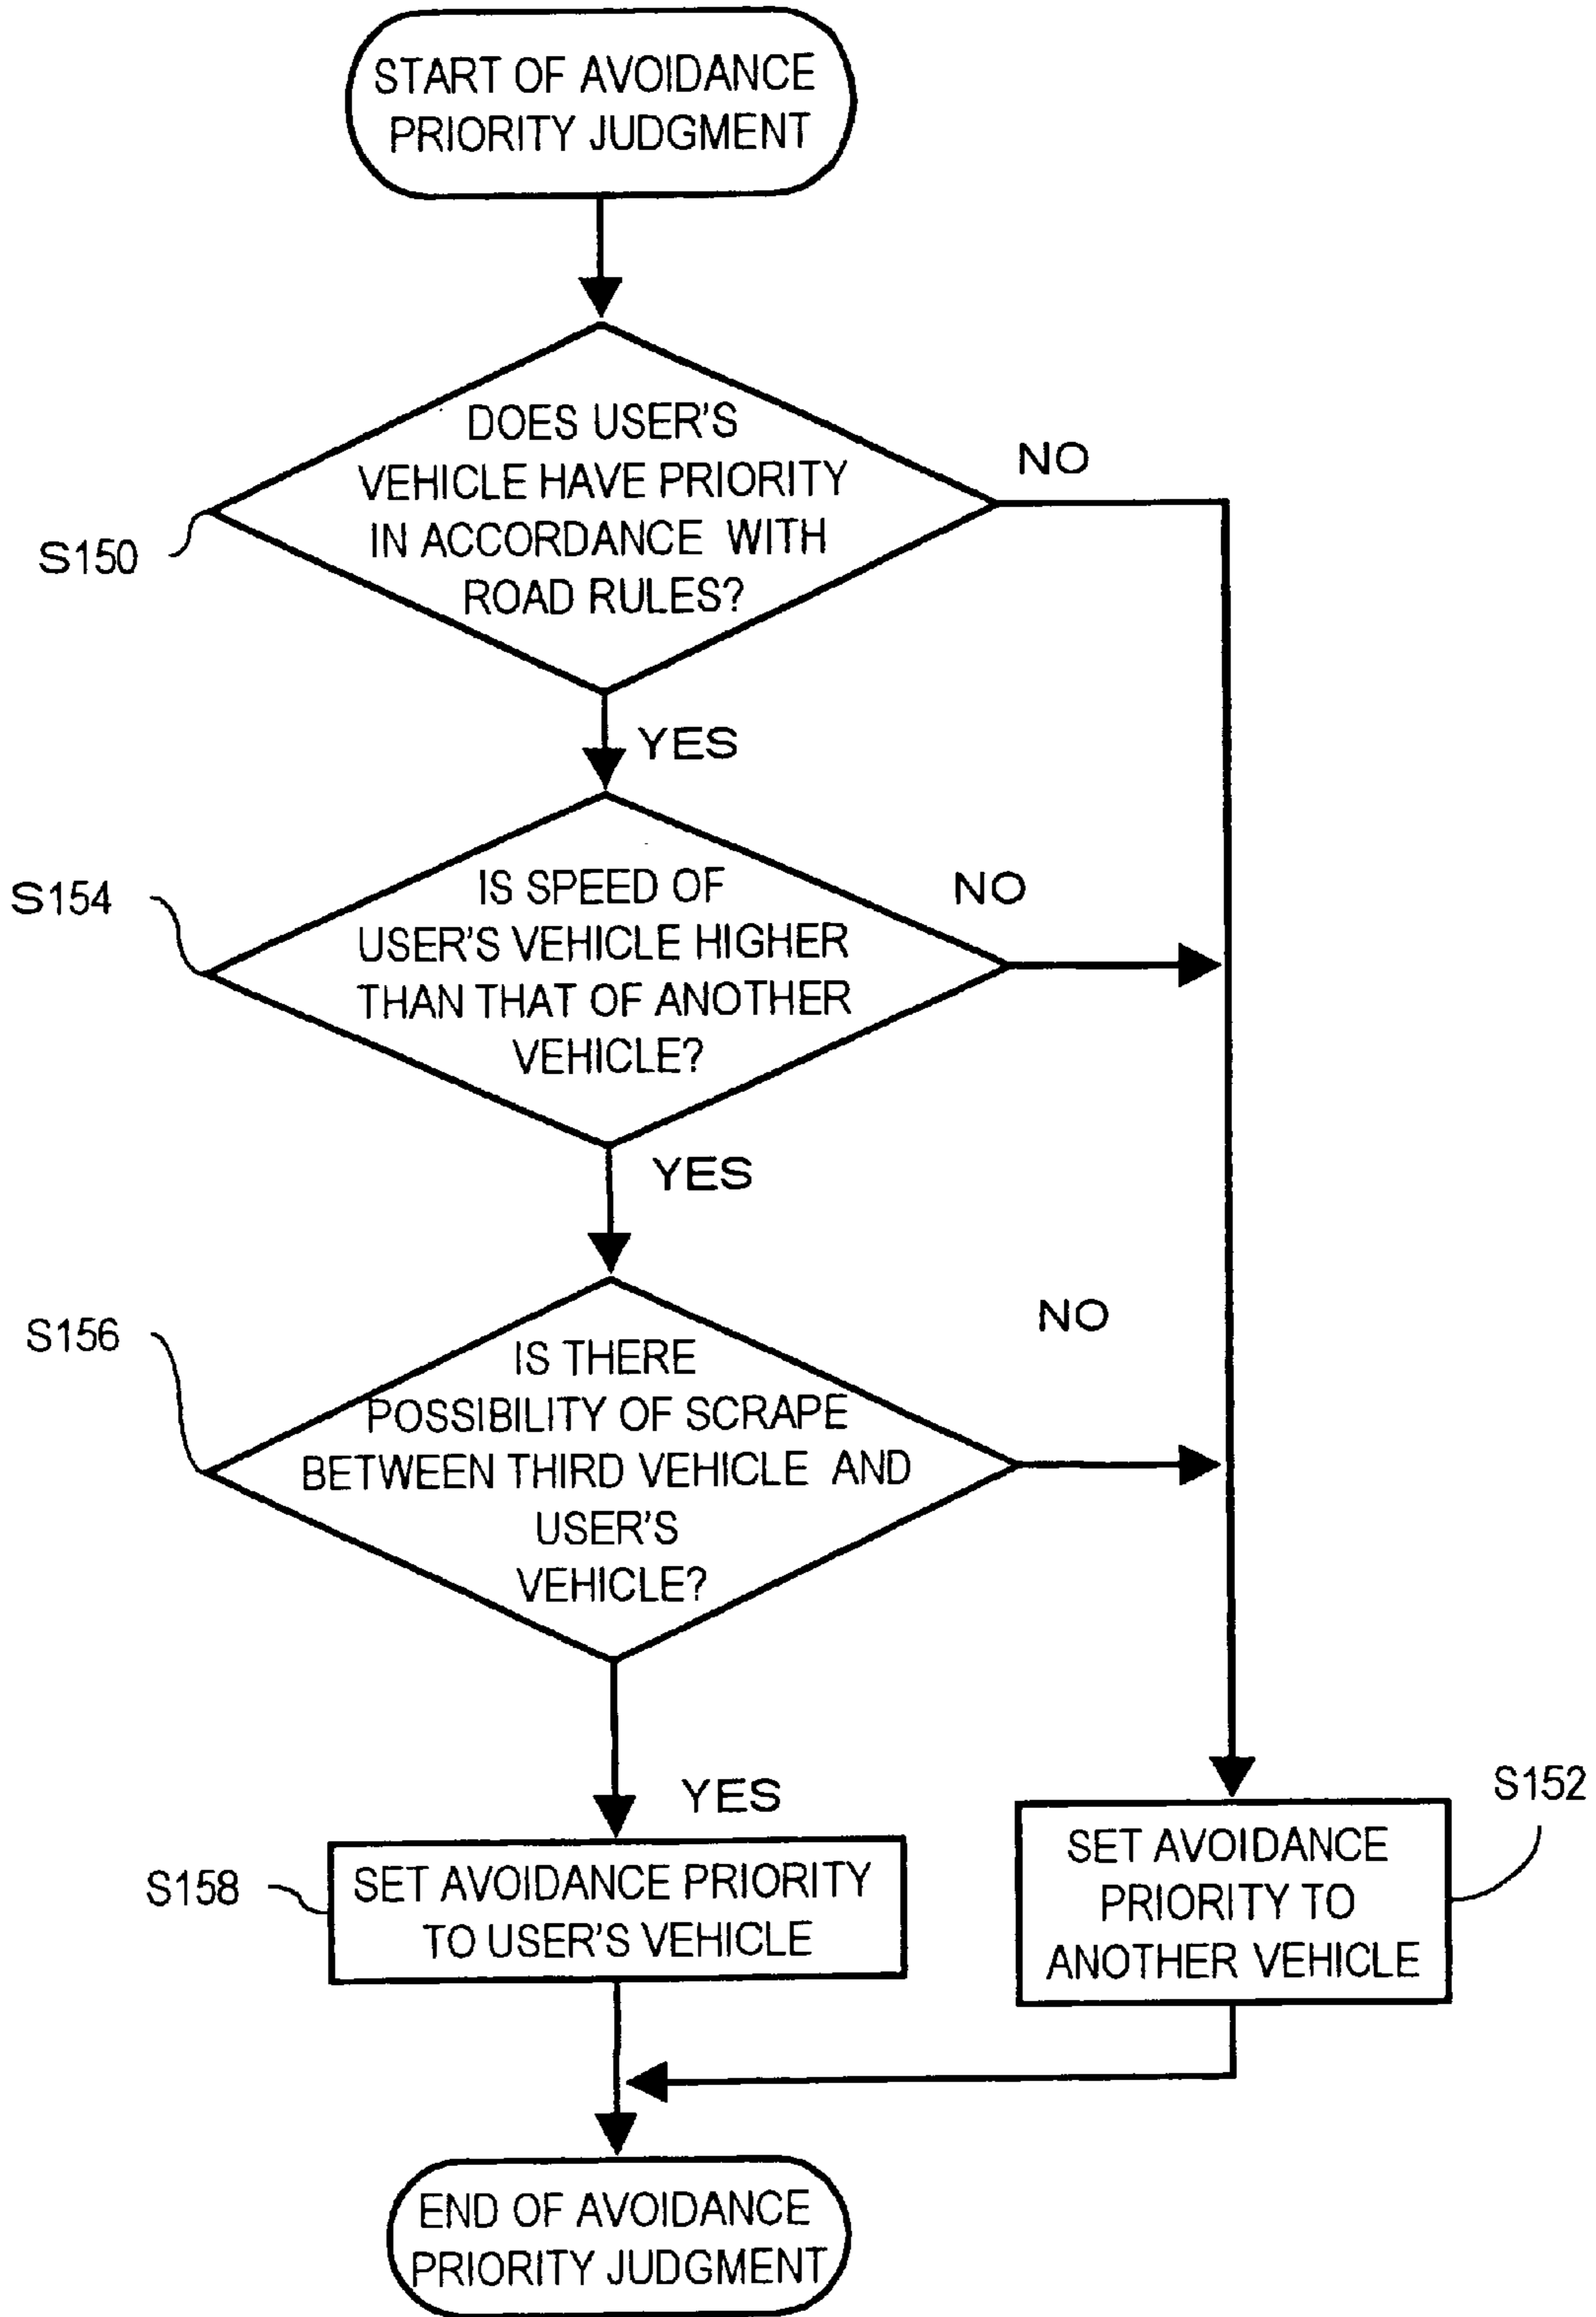 START OF AVOIDANCE
PRIORITY JUDGMENT
DOES USER'S
VEHICLE HAVE PRIORITY
IN ACCORDANCE WITH
ROAD RULES?
NO
S150
YES
IS SPEED OF
USER'S VEHICLE HIGHER
THAN THAT OF ANOTHER
VEHICLE?
NO
S154
YES
IS THERE
POSSIBILITY OF SCRAPE
BETWEEN THIRD VEHICLE AND
USER'S
VEHICLE?
NO
S156
YES
S158
SET AVOIDANCE PRIORITY
TO USER'S VEHICLE
S152
SET AVOIDANCE
PRIORITY TO
ANOTHER VEHICLE
END OF AVOIDANCE
PRIORITY JUDGMENT